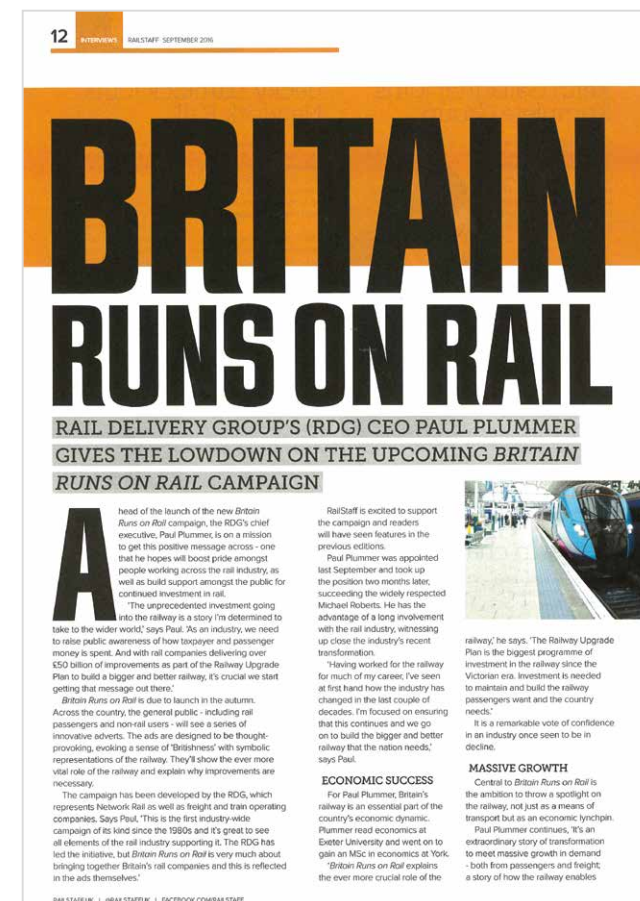 12 INTERVIEWS RAILSTAFF SEPTEMBER 2016
BRITAIN
RUNS ON RAIL
RAIL DELIVERY GROUP'S (RDG) CEO PAUL PLUMMER
GIVES THE LOWDOWN ON THE UPCOMING BRITAIN
RUNS ON RAIL CAMPAIGN
Ahead of the launch of the new Britain
Runs on Rail campaign, the RDG's chief
executive, Paul Plummer, is on a mission
to get this positive message across - one
that he hopes will boost pride amongst
people working across the rail industry, as
well as build support amongst the public for
continued investment in rail.
'The unprecedented investment going
into the railway is a story I'm determined to
take to the wider world,' says Paul. 'As an industry, we need
to raise public awareness of how taxpayer and passenger
money is spent. And with rail companies delivering over
£50 billion of improvements as part of the Railway Upgrade
Plan to build a bigger and better railway, it's crucial we start
getting that message out there.'
Britain Runs on Rail is due to launch in the autumn.
Across the country, the general public - including rail
passengers and non-rail users - will see a series of
innovative adverts. The ads are designed to be thought-
provoking, evoking a sense of 'Britishness' with symbolic
representations of the railway. They'll show the ever more
vital role of the railway and explain why improvements are
necessary.
The campaign has been developed by the RDG, which
represents Network Rail as well as freight and train operating
companies. Says Paul, 'This is the first industry-wide
campaign of its kind since the 1980s and it's great to see
all elements of the rail industry supporting it. The RDG has
led the initiative, but Britain Runs on Rail is very much about
bringing together Britain's rail companies and this is reflected
in the ads themselves.'
RailStaff is excited to support
the campaign and readers
will have seen features in the
previous editions.
Paul Plummer was appointed
last September and took up
the position two months later,
succeeding the widely respected
Michael Roberts. He has the
advantage of a long involvement
with the rail industry, witnessing
up close the industry's recent
transformation.
'Having worked for the railway
for much of my career, I've seen
at first hand how the industry has
changed in the last couple of
decades. I'm focused on ensuring
that this continues and we go
on to build the bigger and better
railway that the nation needs,'
says Paul.
ECONOMIC SUCCESS
For Paul Plummer, Britain's
railway is an essential part of the
country's economic dynamic.
Plummer read economics at
Exeter University and went on to
gain an MSc in economics at York.
'Britain Runs on Rail explains
the ever more crucial role of the
railway,' he says. 'The Railway Upgrade
Plan is the biggest programme of
investment in the railway since the
Victorian era. Investment is needed
to maintain and build the railway
passengers want and the country
needs.'
It is a remarkable vote of confidence
in an industry once seen to be in
decline.
MASSIVE GROWTH
Central to Britain Runs on Rail is
the ambition to throw a spotlight on
the railway, not just as a means of
transport but as an economic lynchpin.
Paul Plummer continues, 'It's an
extraordinary story of transformation
to meet massive growth in demand
- both from passengers and freight;
a story of how the railway enables
RAILSTAFF.UK | @RAILSTAFFUK | FACEBOOK.COM/RAILSTAFF